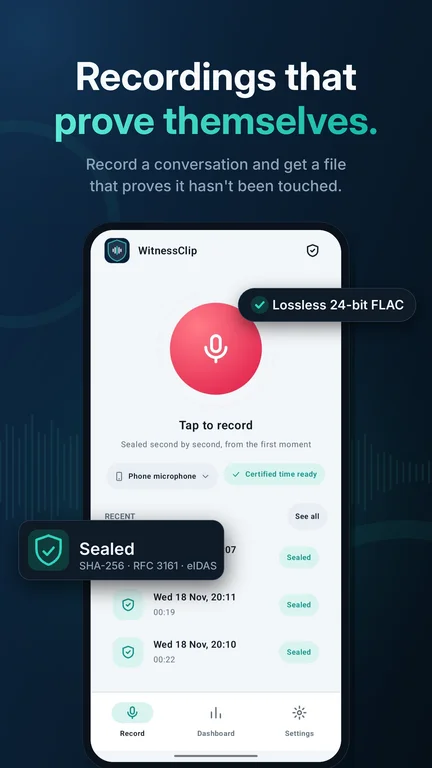 Recordings that
prove themselves.
Record a conversation and get a file
that proves it hasn't been touched.
WitnessClip
Lossless 24-bit FLAC
Tap to record
Sealed second by second, from the first moment
Phone microphone
Certified time ready
RECENT
See all
07
Sealed
Sealed
SHA-256 · RFC 3161 · eIDAS
Wed 18 Nov, 20:11
00:19
Sealed
Wed 18 Nov, 20:10
00:22
Sealed
Record
Dashboard
Settings